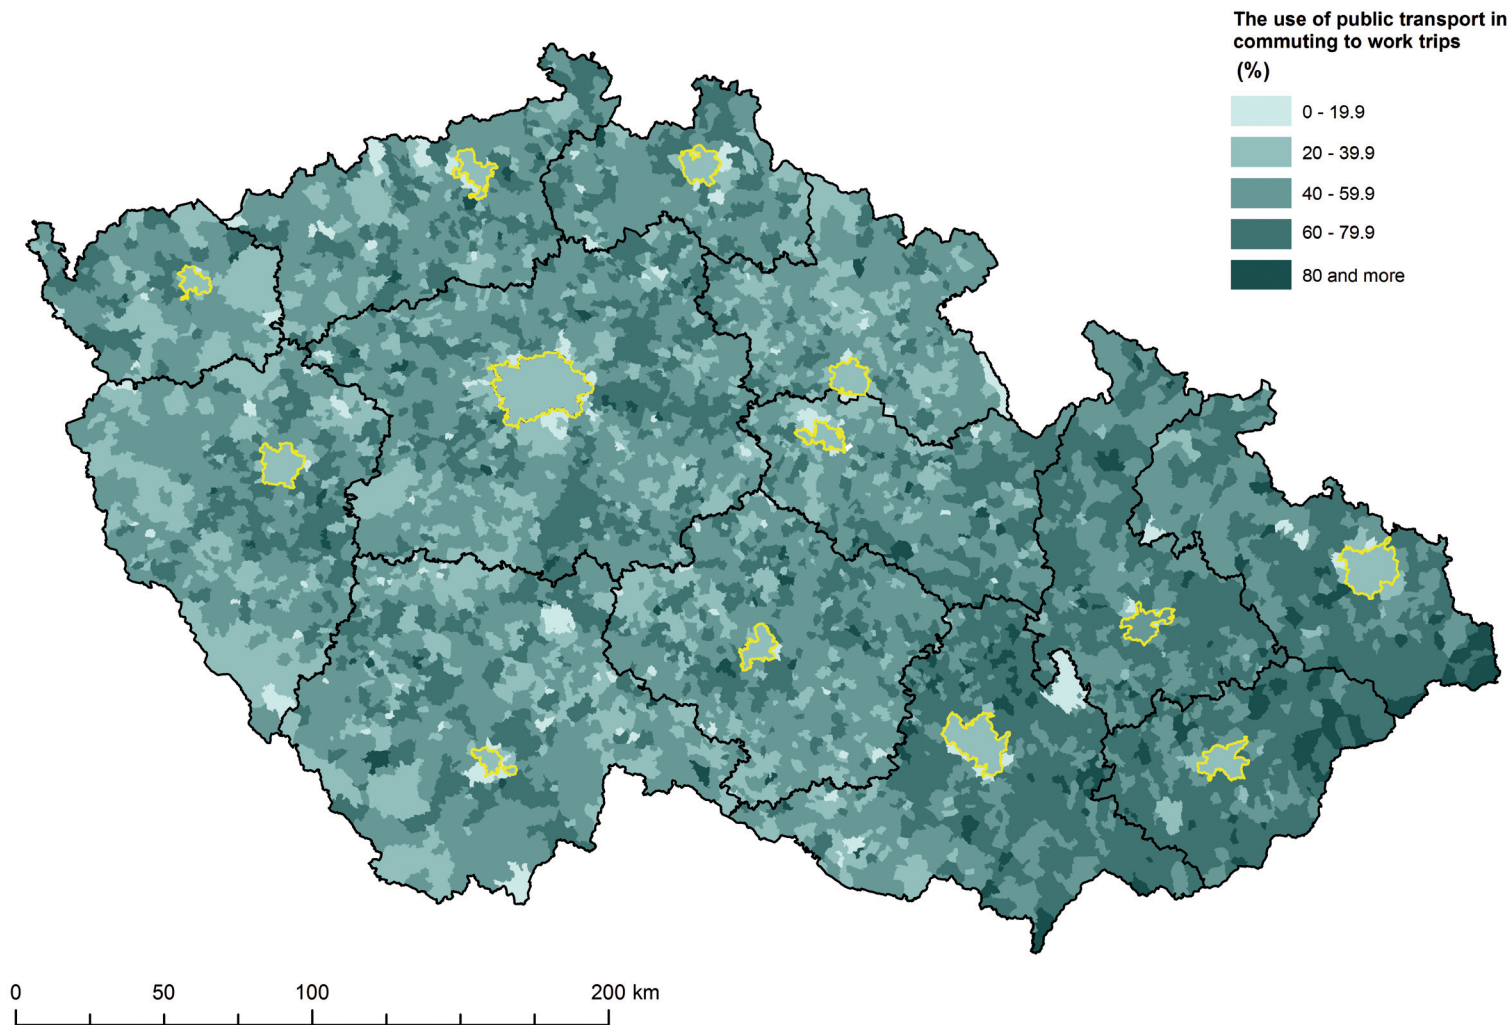 The use of public transport in
commuting to work trips
(%)
0 - 19.9
20 - 39.9
40 - 59.9
60 - 79.9
80 and more
0 50 100 200 km